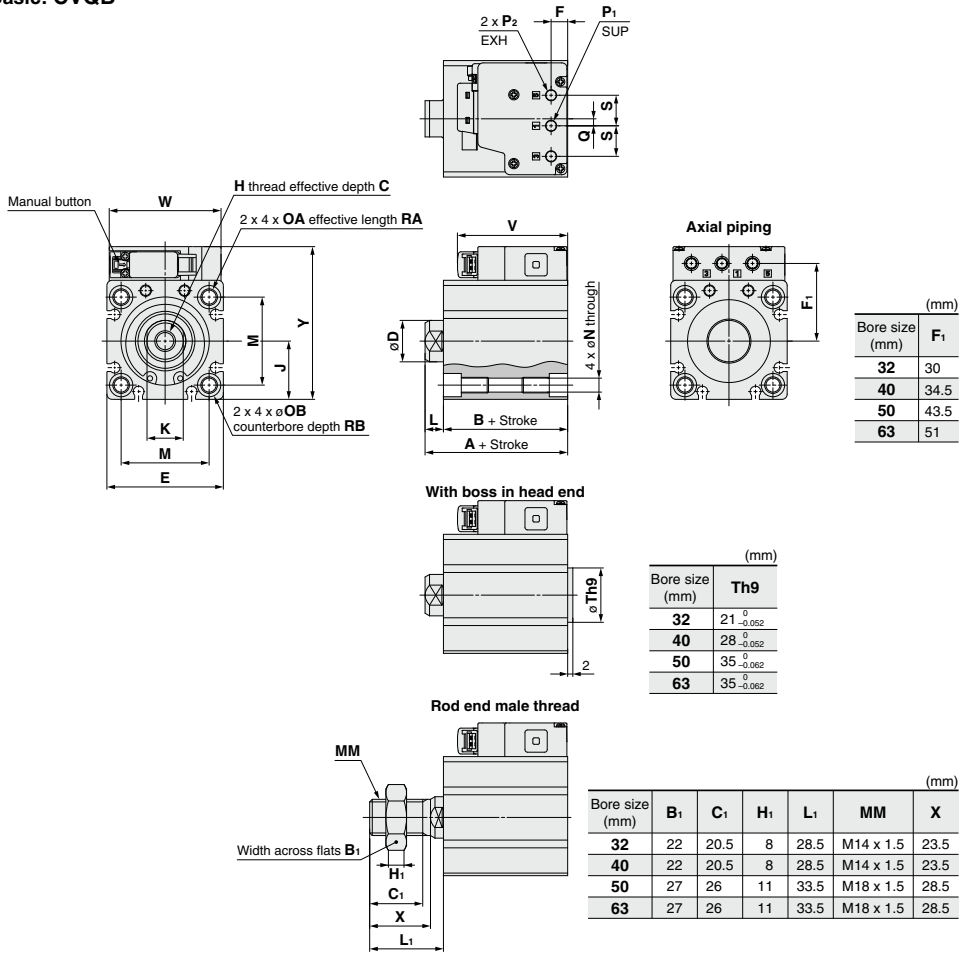 Basic: CVQB
2 x P2
EXH
F
P1
SUP
S
Q
S
H thread effective depth C
Manual button
W
2 x 4 x OA effective length RA
M
J
Y
2 x 4 x øOB
counterbore depth RB
K
M
E
V
øD
4 x øN through
L
B + Stroke
A + Stroke
Axial piping
3
1
5
F1
(mm)
Bore size (mm) F1
32 30
40 34.5
50 43.5
63 51
With boss in head end
øTh9
2
(mm)
Bore size (mm) Th9
32 21 0 −0.052
40 28 0 −0.052
50 35 0 −0.062
63 35 0 −0.062
Rod end male thread
MM
Width across flats B1
H1
C1
X
L1
(mm)
Bore size (mm) B1 C1 H1 L1 MM X
32 22 20.5 8 28.5 M14 x 1.5 23.5
40 22 20.5 8 28.5 M14 x 1.5 23.5
50 27 26 11 33.5 M18 x 1.5 28.5
63 27 26 11 33.5 M18 x 1.5 28.5